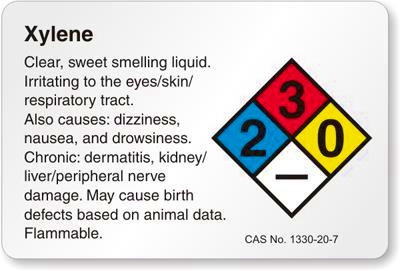 Xylene
Clear, sweet smelling liquid.
Irritating to the eyes/skin/
respiratory tract.
Also causes: dizziness,
nausea, and drowsiness.
Chronic: dermatitis, kidney/
liver/peripheral nerve
damage. May cause birth
defects based on animal data.
Flammable.
3
2 0
–
CAS No. 1330-20-7